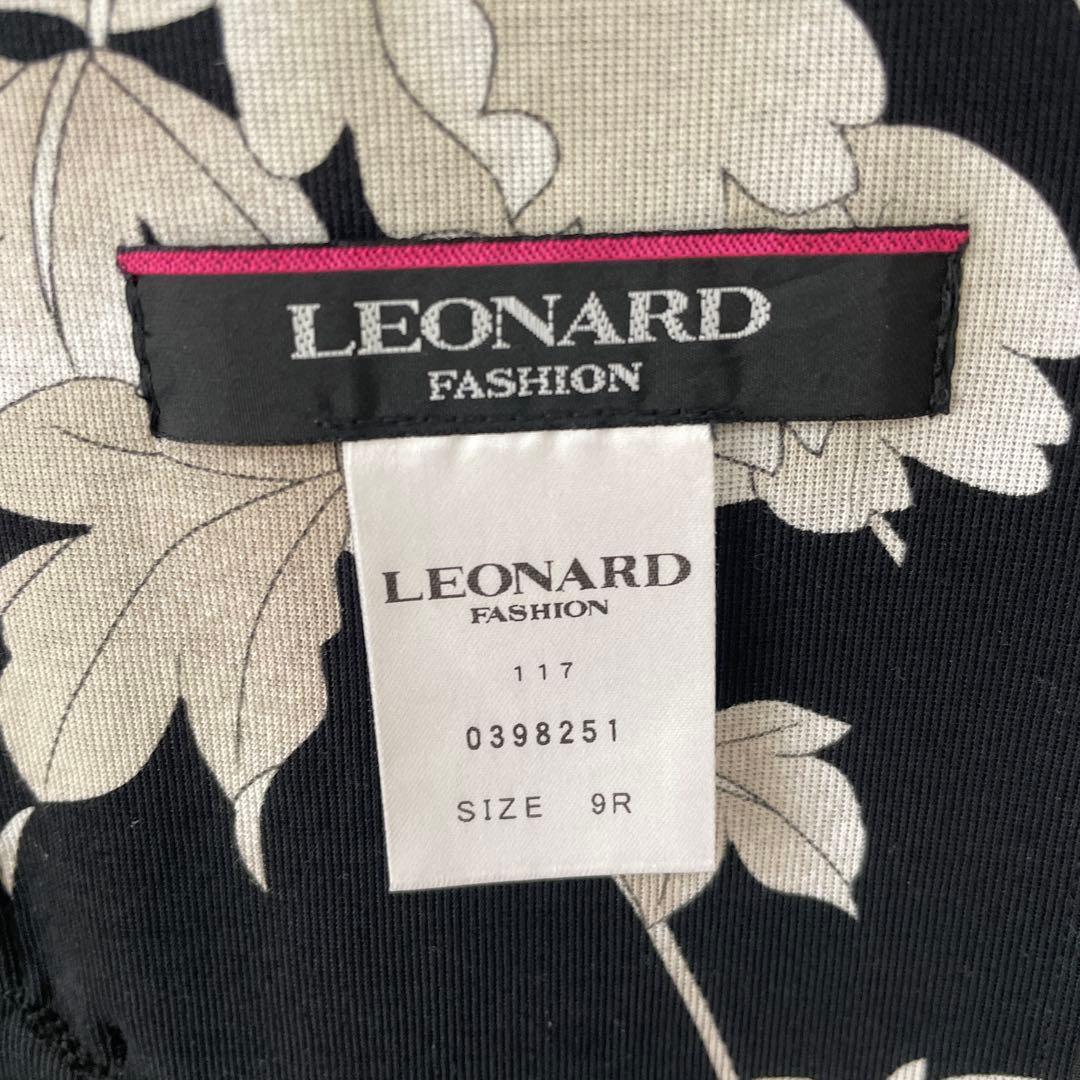 LEONARD
FASHION
LEONARD
FASHION
117
0398251
SIZE 9R